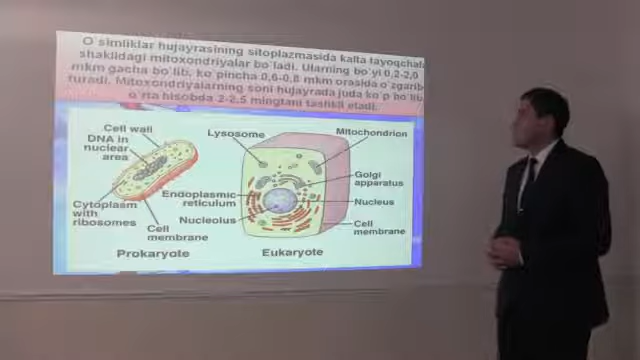 O`simliklar hujayrasining sitoplazmasida kalta tayoqcha
shaklidagi mitoxondriyalar bo`ladi. Ularning bo`yi 0,2-2,0
mkm gacha bo`lib, ko`pincha 0,6-0,8 mkm orasida o`zgarib
turadi. Mitoxondriyalarning soni hujayrada juda ko`p bo`lib
o`rta hisobda 2-2,5 mingtani tashkil etadi.
Cell wall
DNA in
nuclear
area
Cytoplasm
with
ribosomes
Cell
membrane
Prokaryote
Lysosome
Mitochondrion
Golgi
apparatus
Endoplasmic
reticulum
Nucleus
Nucleolus
Cell
membrane
Eukaryote